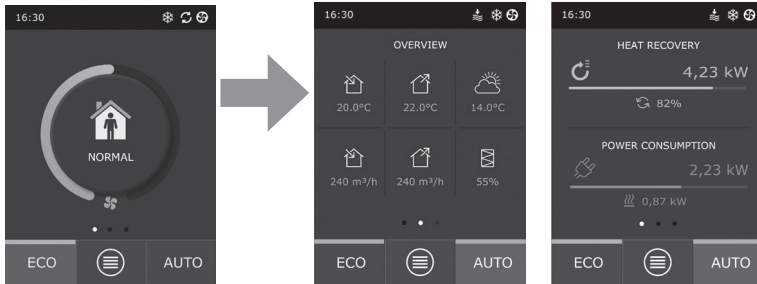 16:30
NORMAL
ECO
AUTO
16:30
OVERVIEW
20.0°C 22.0°C 14.0°C
240 m³/h 240 m³/h 55%
ECO
AUTO
16:30
HEAT RECOVERY
4,23 kW
82%
POWER CONSUMPTION
2,23 kW
0,87 kW
ECO
AUTO